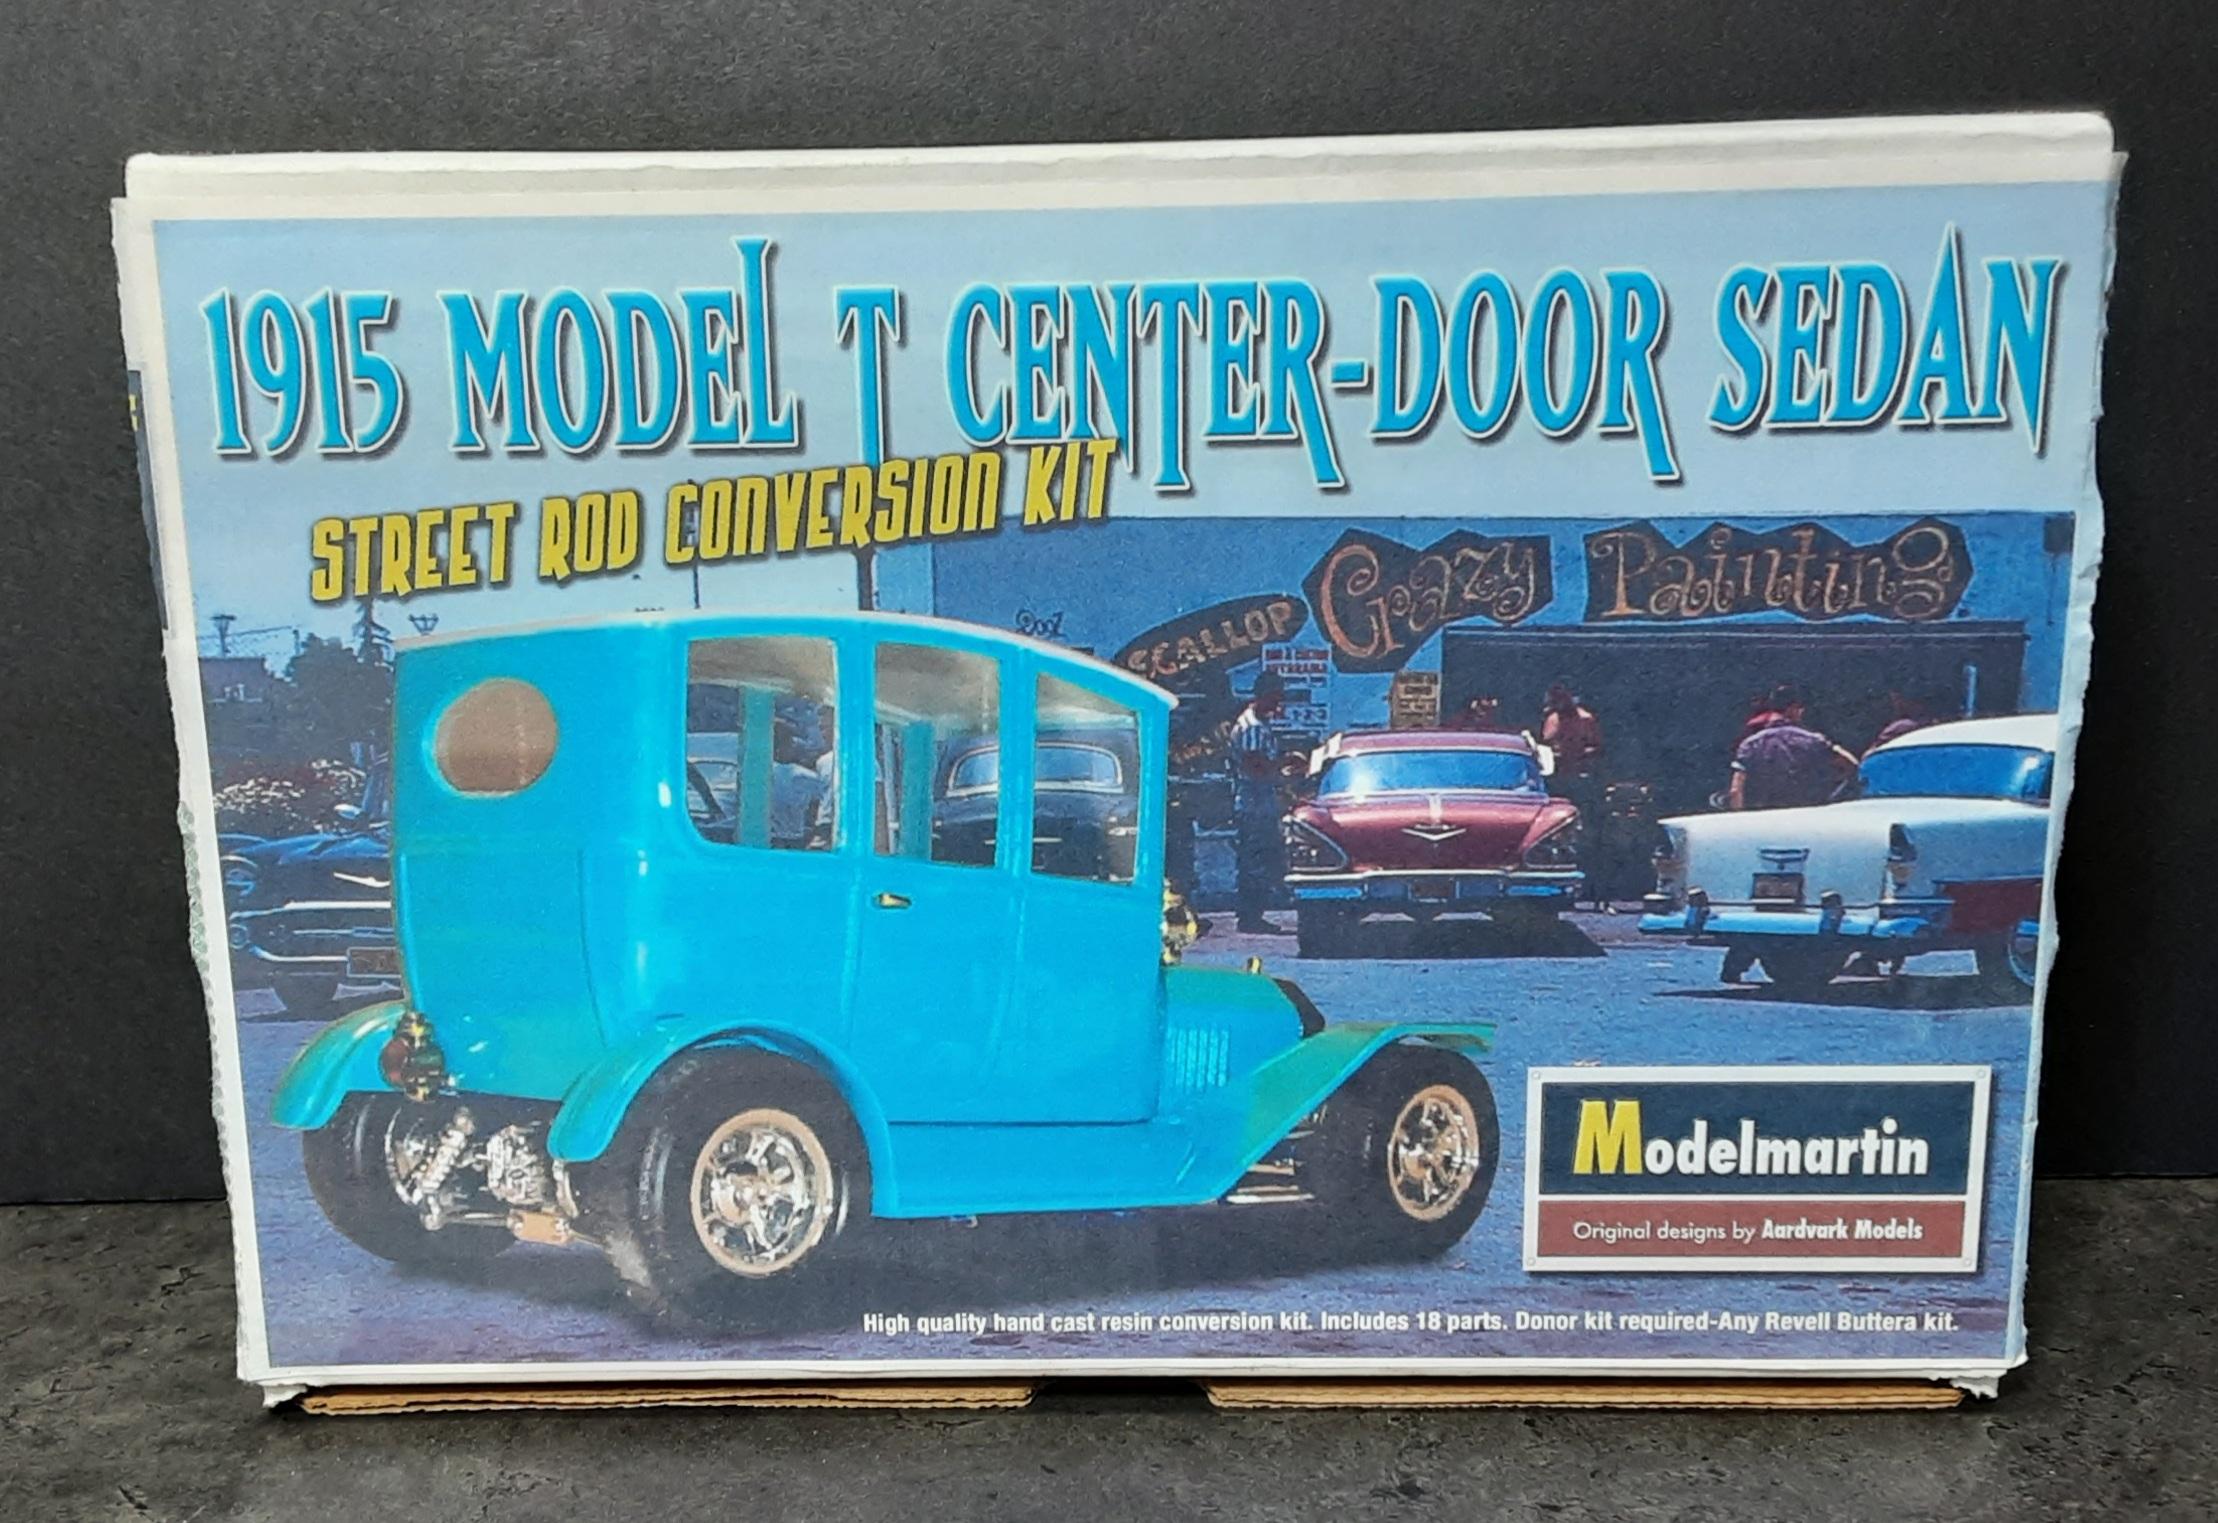 1915 MODEL T CENTER-DOOR SEDAN
STREET ROD CONVERSION KIT
Crazy Painting
SCALLOP
Modelmartin
Original designs by Aardvark Models
High quality hand cast resin conversion kit. Includes 18 parts. Donor kit required-Any Revell Buttera kit.